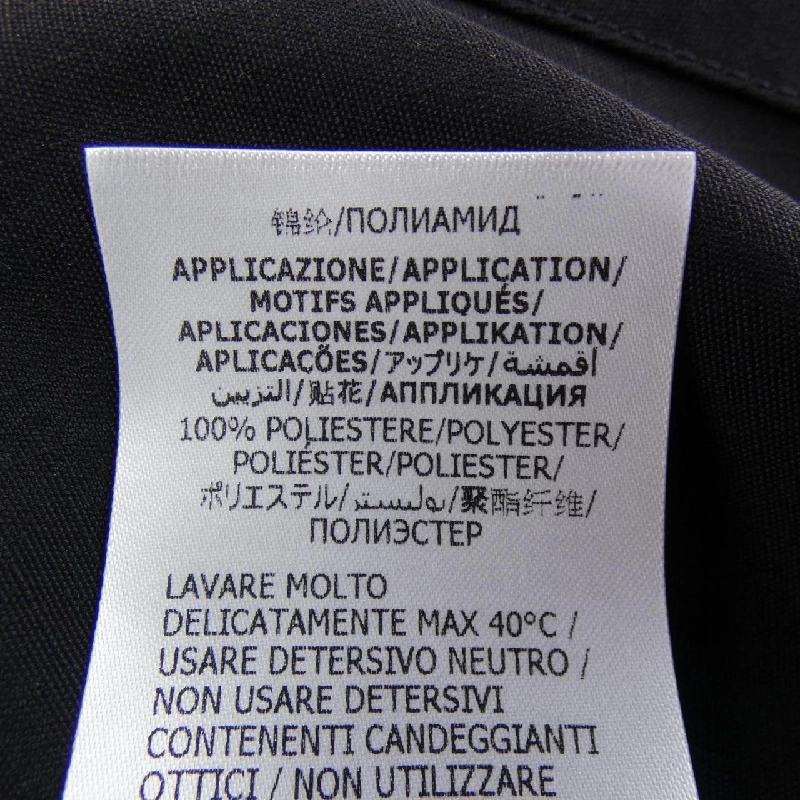 锦纶/ПОЛИАМИД
APPLICAZIONE/APPLICATION/
MOTIFS APPLIQUÉS/
APLICACIONES/APPLIKATION/
APLICAÇÕES/アップリケ/أقمشة
التزيين/贴花/АППЛИКАЦИЯ
100% POLIESTERE/POLYESTER/
POLIÉSTER/POLIESTER/
ポリエステル/بوليستر/聚酯纤维/
ПОЛИЭСТЕР
LAVARE MOLTO
DELICATAMENTE MAX 40°C /
USARE DETERSIVO NEUTRO /
NON USARE DETERSIVI
CONTENENTI CANDEGGIANTI
OTTICI / NON UTILIZZARE